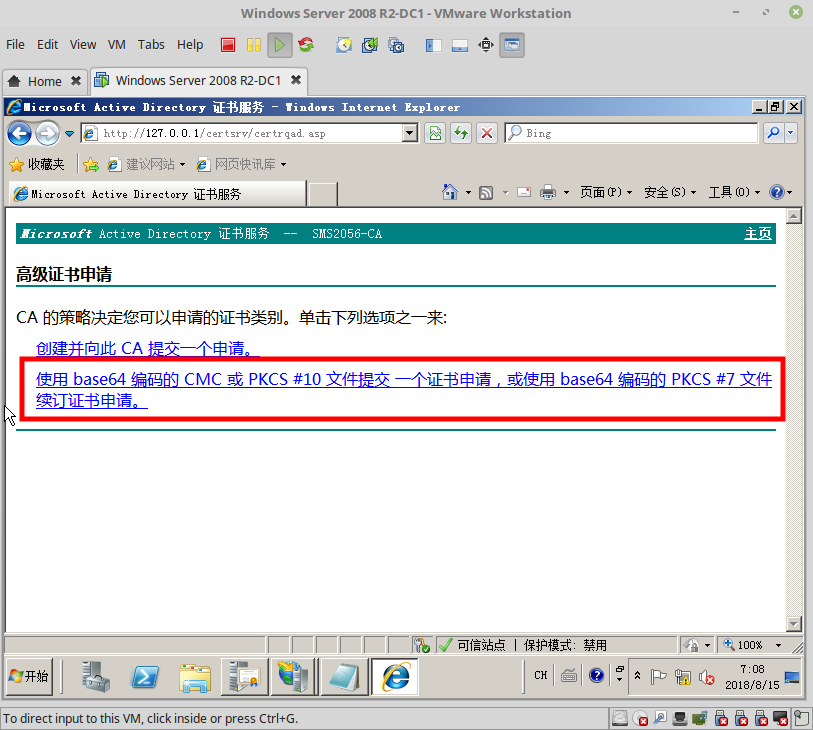 Windows Server 2008 R2-DC1 - VMware Workstation
File Edit View VM Tabs Help
Home Windows Server 2008 R2-DC1
Microsoft Active Directory 证书服务 - Windows Internet Explorer
http://127.0.0.1/certsrv/certrqad.asp Bing
收藏夹 建议网站 网页快讯库
Microsoft Active Directory 证书服务 页面(P) 安全(S) 工具(O)
Microsoft Active Directory 证书服务 -- SMS2056-CA 主页
高级证书申请
CA 的策略决定您可以申请的证书类别。单击下列选项之一来:
创建并向此 CA 提交一个申请。
使用 base64 编码的 CMC 或 PKCS #10 文件提交 一个证书申请，或使用 base64 编码的 PKCS #7 文件
续订证书申请。
可信站点 | 保护模式: 禁用 100%
开始 CH 7:08
2018/8/15
To direct input to this VM, click inside or press Ctrl+G.